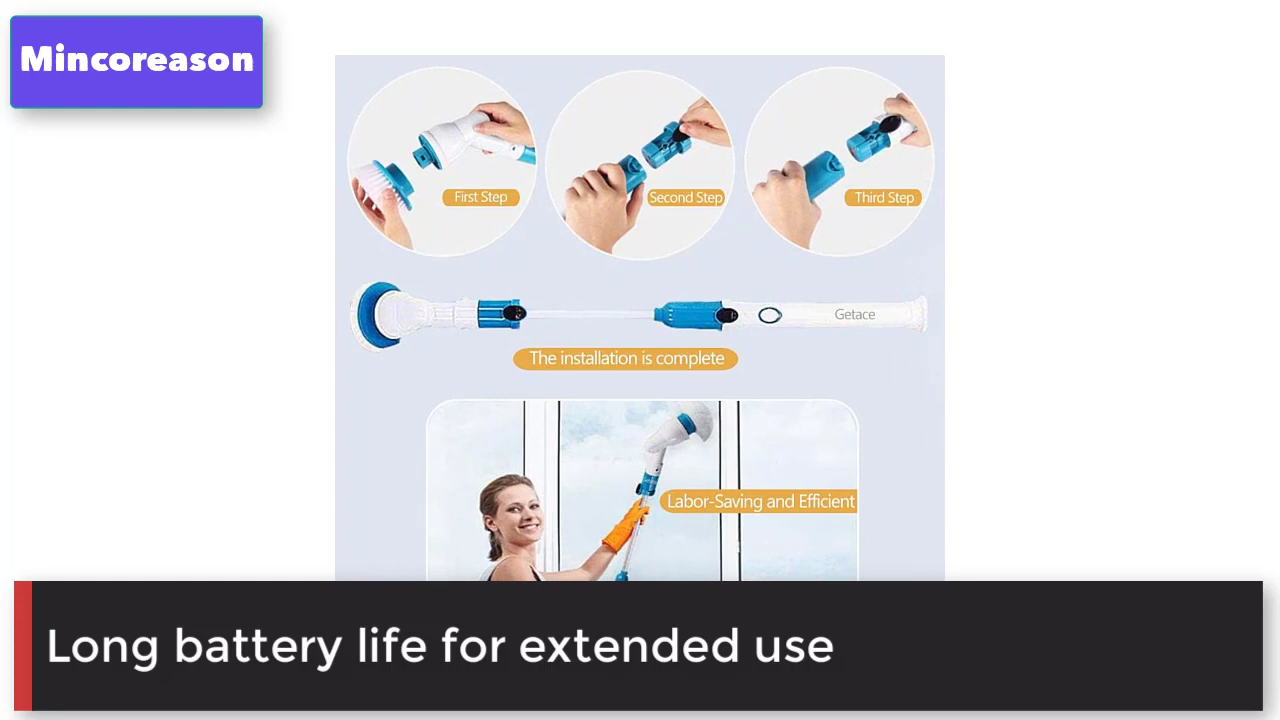 Mincoreason
First Step
Second Step
Third Step
Getace
The installation is complete
Labor-Saving and Efficient
Long battery life for extended use